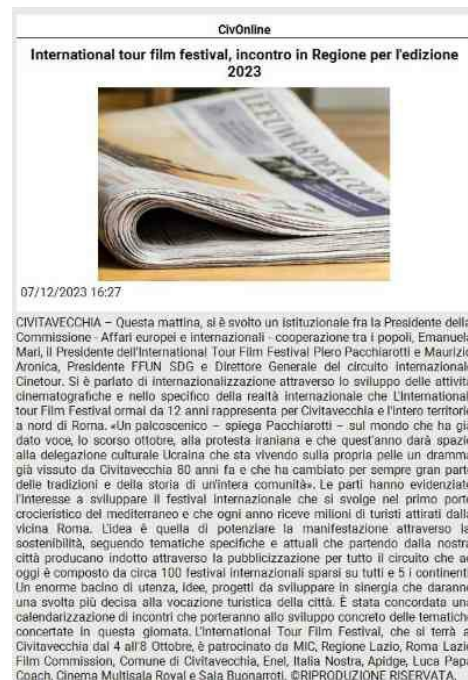 CivOnline
International tour film festival, incontro in Regione per l'edizione
2023
LEEUWARDER COU
07/12/2023 16:27
CIVITAVECCHIA – Questa mattina, si è svolto un istituzionale fra la Presidente della
Commissione - Affari europei e internazionali - cooperazione tra i popoli, Emanuela
Mari, il Presidente dell'International Tour Film Festival Piero Pacchiarotti e Maurizio
Aronica, Presidente FFUN SDG e Direttore Generale del circuito internazionale
Cinetour. Si è parlato di internazionalizzazione attraverso lo sviluppo delle attività
cinematografiche e nello specifico della realtà internazionale che L'International
tour Film Festival ormai da 12 anni rappresenta per Civitavecchia e l'intero territorio
a nord di Roma. «Un palcoscenico – spiega Pacchiarotti – sul mondo che ha già
dato voce, lo scorso ottobre, alla protesta iraniana e che quest'anno darà spazio
alla delegazione culturale Ucraina che sta vivendo sulla propria pelle un dramma
già vissuto da Civitavecchia 80 anni fa e che ha cambiato per sempre gran parte
delle tradizioni e della storia di un'intera comunità». Le parti hanno evidenziato
l'interesse a sviluppare il festival internazionale che si svolge nel primo porto
crocieristico del mediterraneo e che ogni anno riceve milioni di turisti attirati dalla
vicina Roma. L'idea è quella di potenziare la manifestazione attraverso la
sostenibilità, seguendo tematiche specifiche e attuali che partendo dalla nostra
città producano indotto attraverso la pubblicizzazione per tutto il circuito che ad
oggi è composto da circa 100 festival internazionali sparsi su tutti e 5 i continenti.
Un enorme bacino di utenza, idee, progetti da sviluppare in sinergia che daranno
una svolta più decisa alla vocazione turistica della città. È stata concordata una
calendarizzazione di incontri che porteranno allo sviluppo concreto delle tematiche
concertate in questa giornata. L'International Tour Film Festival, che si terrà a
Civitavecchia dal 4 all'8 Ottobre, è patrocinato da MIC, Regione Lazio, Roma Lazio
Film Commission, Comune di Civitavecchia, Enel, Italia Nostra, Apidge, Luca Papa
Coach, Cinema Multisala Royal e Sala Buonarroti. ©RIPRODUZIONE RISERVATA.